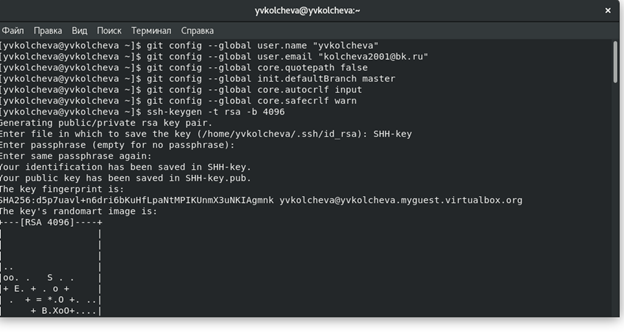 yvkolcheva@yvkolcheva:~
Файл Правка Вид Поиск Терминал Справка
[yvkolcheva@yvkolcheva ~]$ git config --global user.name "yvkolcheva"
[yvkolcheva@yvkolcheva ~]$ git config --global user.email "kolcheva2001@bk.ru"
[yvkolcheva@yvkolcheva ~]$ git config --global core.quotepath false
[yvkolcheva@yvkolcheva ~]$ git config --global init.defaultBranch master
[yvkolcheva@yvkolcheva ~]$ git config --global core.autocrlf input
[yvkolcheva@yvkolcheva ~]$ git config --global core.safecrlf warn
[yvkolcheva@yvkolcheva ~]$ ssh-keygen -t rsa -b 4096
Generating public/private rsa key pair.
Enter file in which to save the key (/home/yvkolcheva/.ssh/id_rsa): SHH-key
Enter passphrase (empty for no passphrase):
Enter same passphrase again:
Your identification has been saved in SHH-key.
Your public key has been saved in SHH-key.pub.
The key fingerprint is:
SHA256:d5p7uavl+n6dri6bKuHfLpaNtMPIKUnmX3uNKIAgmnk yvkolcheva@yvkolcheva.myguest.virtualbox.org
The key's randomart image is:
+---[RSA 4096]----+
|                 |
|                 |
|                 |
|..               |
|oo. .   S . .    |
|+ E. + . o +     |
| .  + = *.O +. ..|
|     + B.XoO+....|